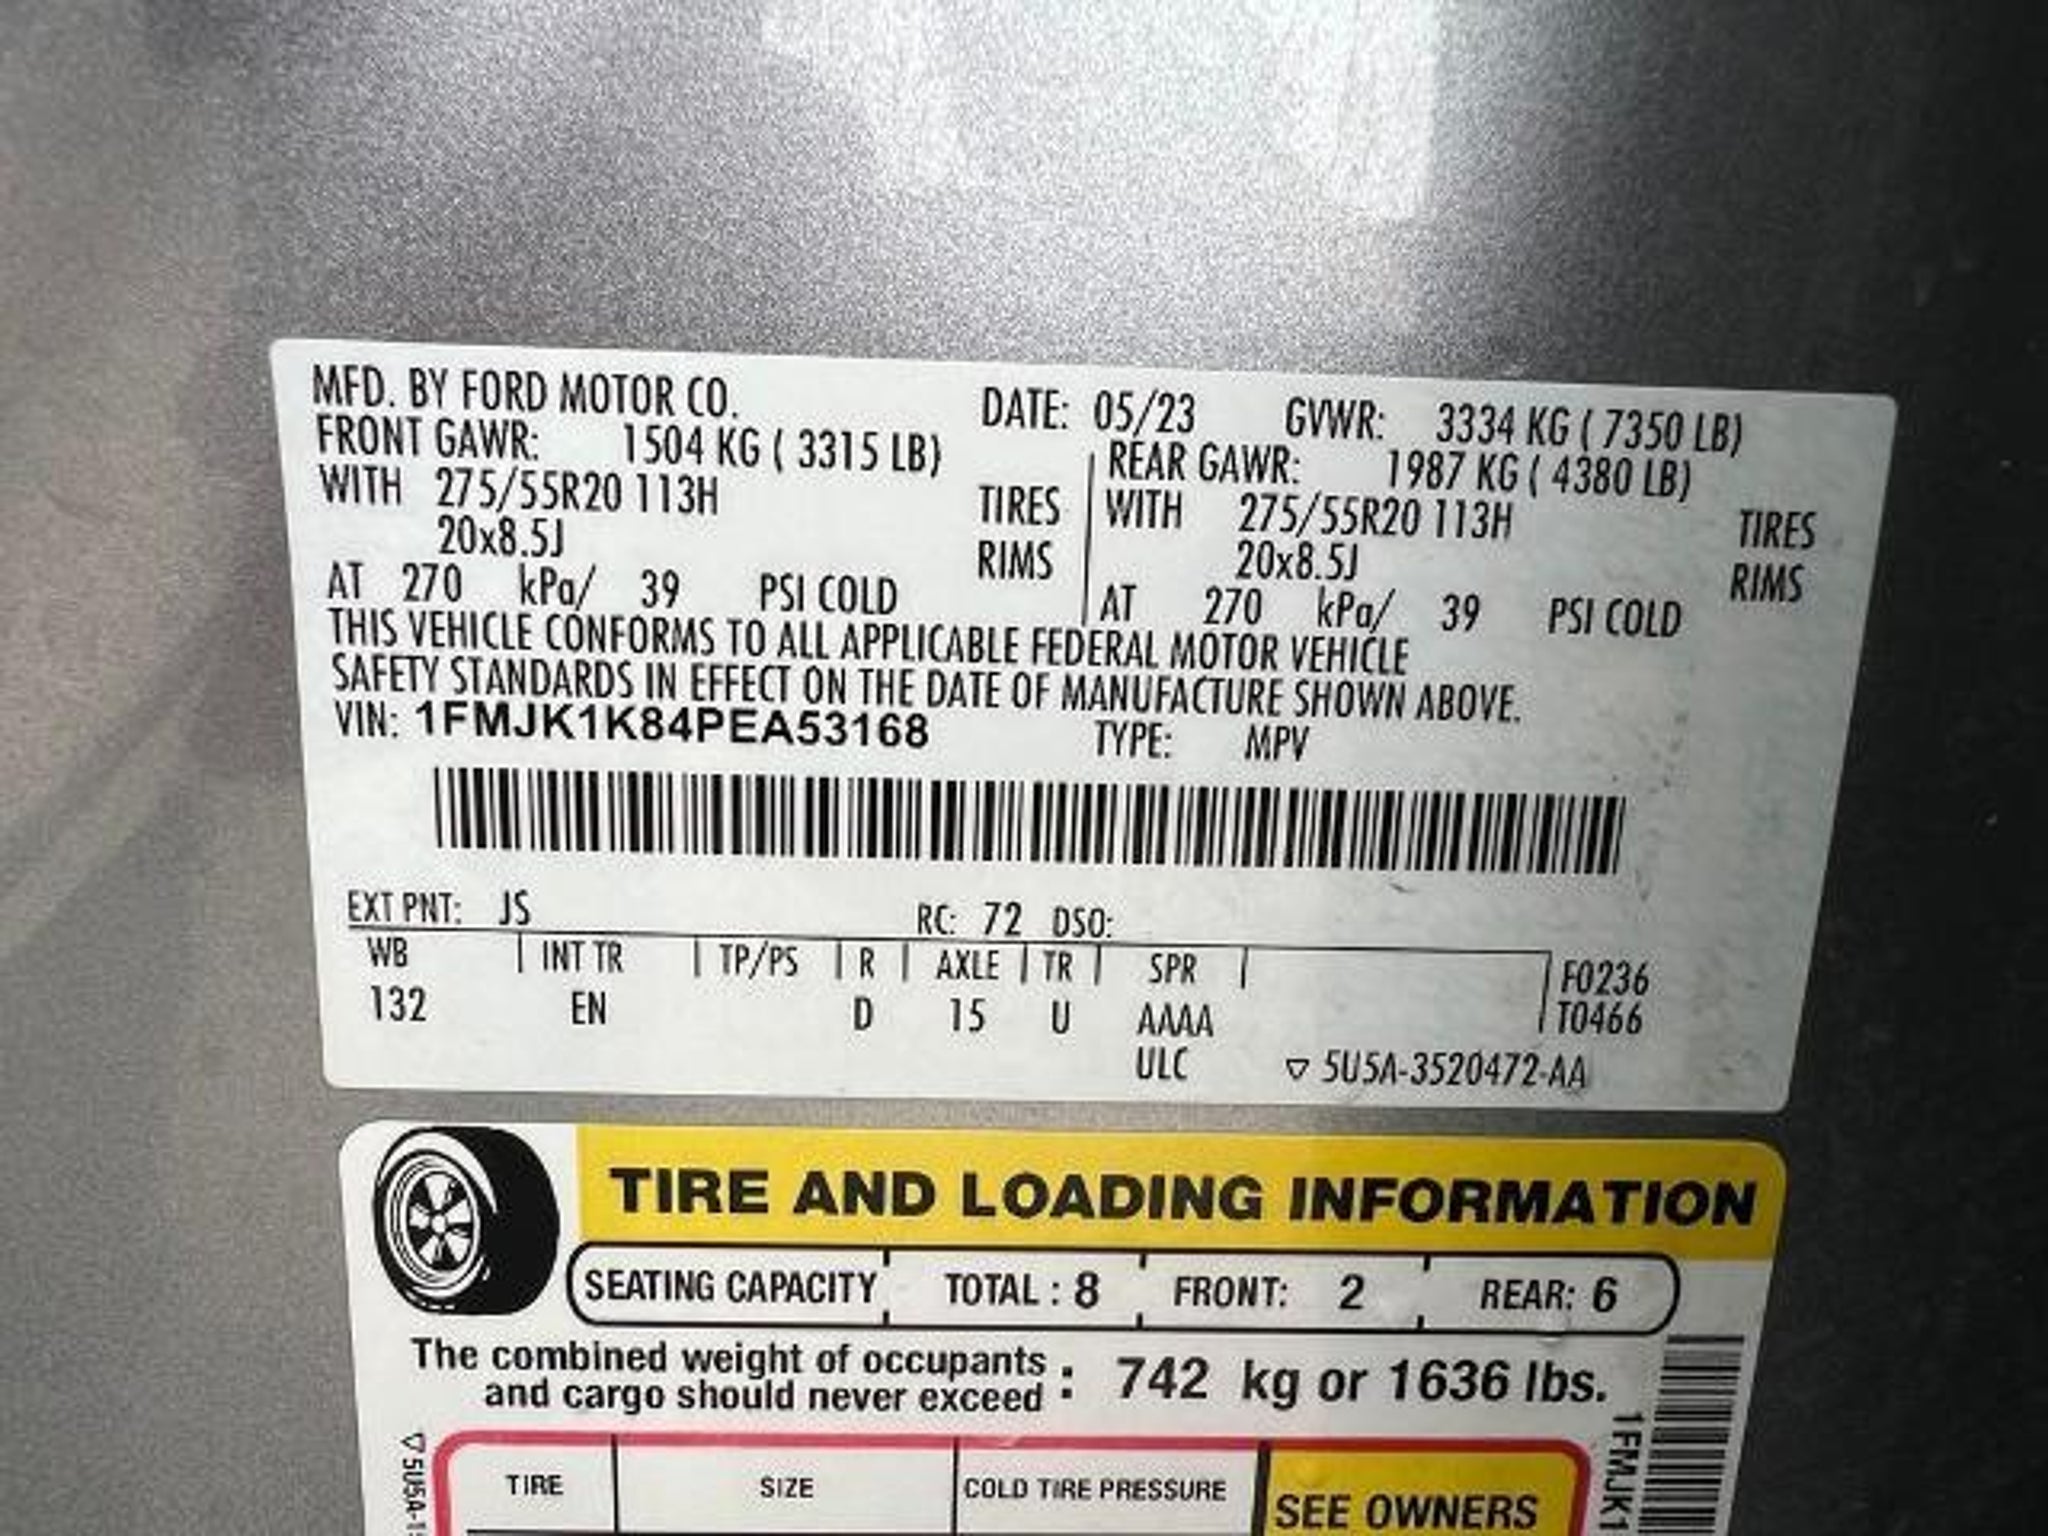 MFD. BY FORD MOTOR CO. DATE: 05/23 GVWR: 3334 KG ( 7350 LB)
FRONT GAWR: 1504 KG ( 3315 LB) REAR GAWR: 1987 KG ( 4380 LB)
WITH 275/55R20 113H TIRES WITH 275/55R20 113H TIRES
20x8.5J RIMS 20x8.5J RIMS
AT 270 kPa/ 39 PSI COLD AT 270 kPa/ 39 PSI COLD
THIS VEHICLE CONFORMS TO ALL APPLICABLE FEDERAL MOTOR VEHICLE
SAFETY STANDARDS IN EFFECT ON THE DATE OF MANUFACTURE SHOWN ABOVE.
VIN: 1FMJK1K84PEA53168 TYPE: MPV
EXT PNT: JS RC: 72 DSO:
WB INT TR TP/PS R AXLE TR SPR F0236
132 EN D 15 U AAAA T0466
ULC ▽ 5U5A-3520472-AA
TIRE AND LOADING INFORMATION
SEATING CAPACITY TOTAL : 8 FRONT: 2 REAR: 6
The combined weight of occupants
and cargo should never exceed : 742 kg or 1636 lbs.
TIRE SIZE COLD TIRE PRESSURE SEE OWNERS
▽ 5U5A-1
1FMJK1